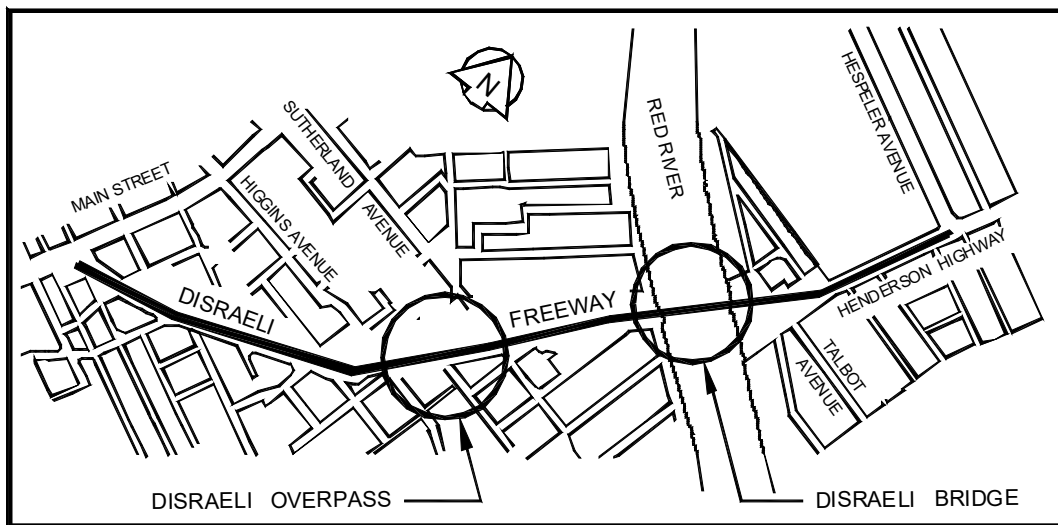 MAIN STREET
SUTHERLAND
AVENUE
HIGGINS AVENUE
N
RED RIVER
HESPELER AVENUE
DISRAELI
FREEWAY
HENDERSON HIGHWAY
TALBOT
AVENUE
DISRAELI OVERPASS
DISRAELI BRIDGE